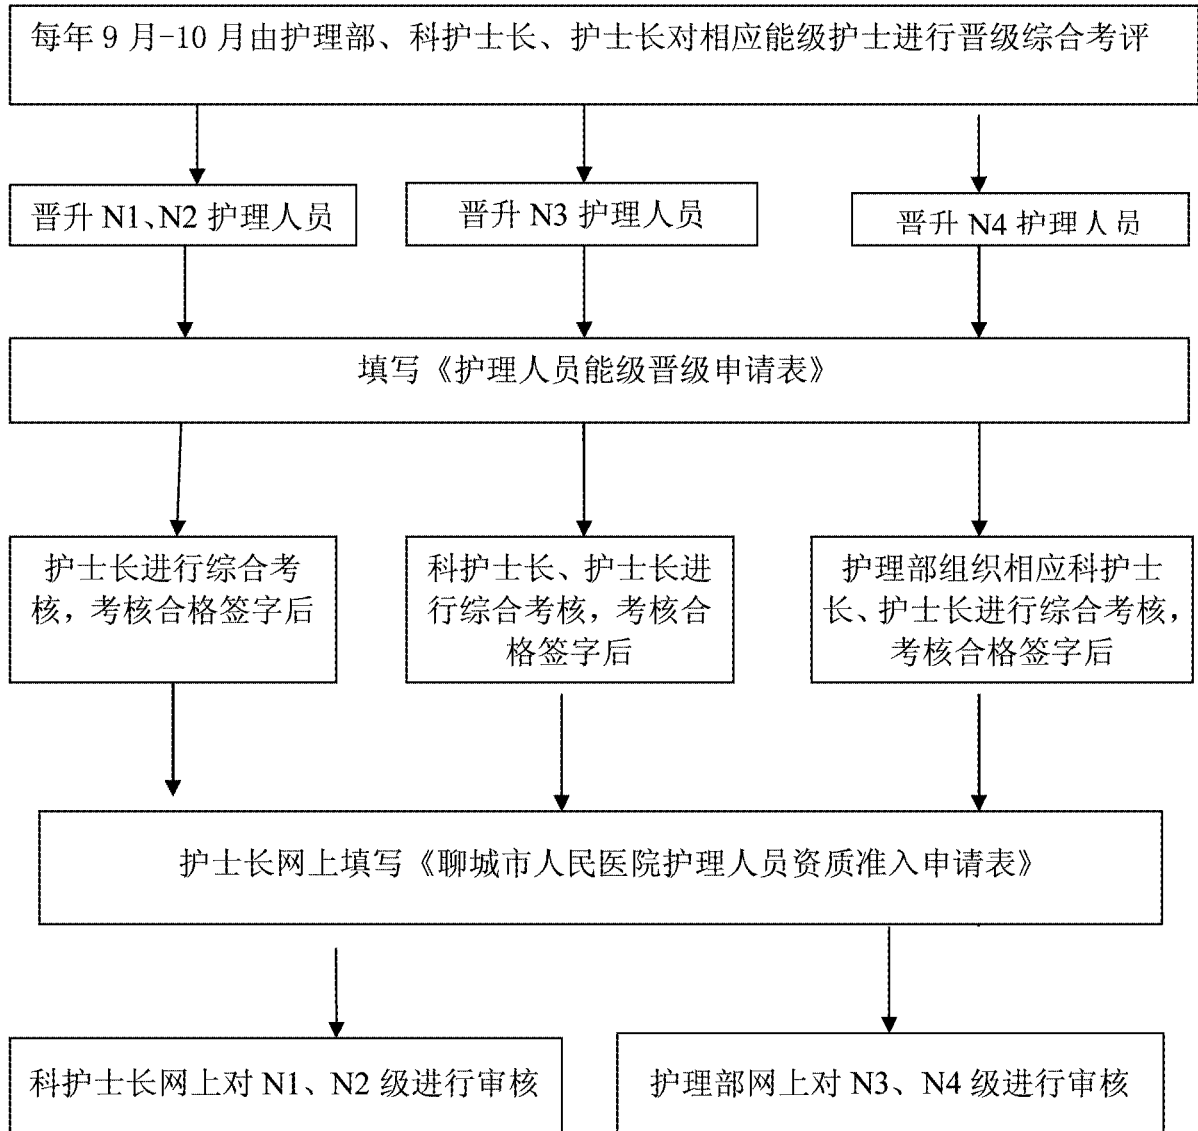 每年 9 月-10 月由护理部、科护士长、护士长对相应能级护士进行晋级综合考评
晋升 N1、N2 护理人员
晋升 N3 护理人员
晋升 N4 护理人员
填写《护理人员能级晋级申请表》
护士长进行综合考
核，考核合格签字后
科护士长、护士长进
行综合考核，考核合
格签字后
护理部组织相应科护士
长、护士长进行综合考核，
考核合格签字后
护士长网上填写《聊城市人民医院护理人员资质准入申请表》
科护士长网上对 N1、N2 级进行审核
护理部网上对 N3、N4 级进行审核